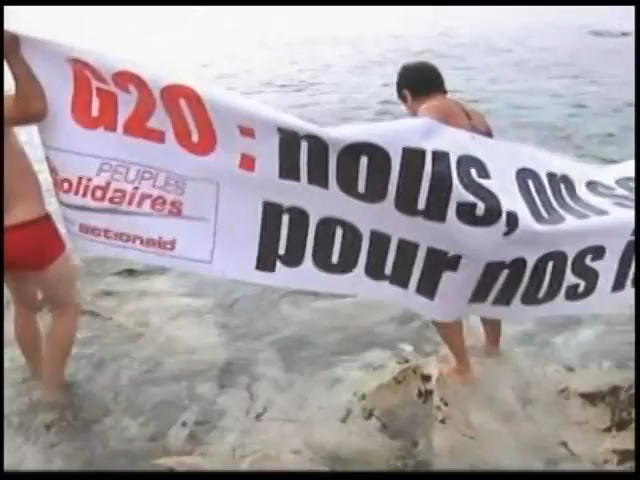 G20 : nous, on s
pour nos
PEUPLES
Solidaires
actionaid